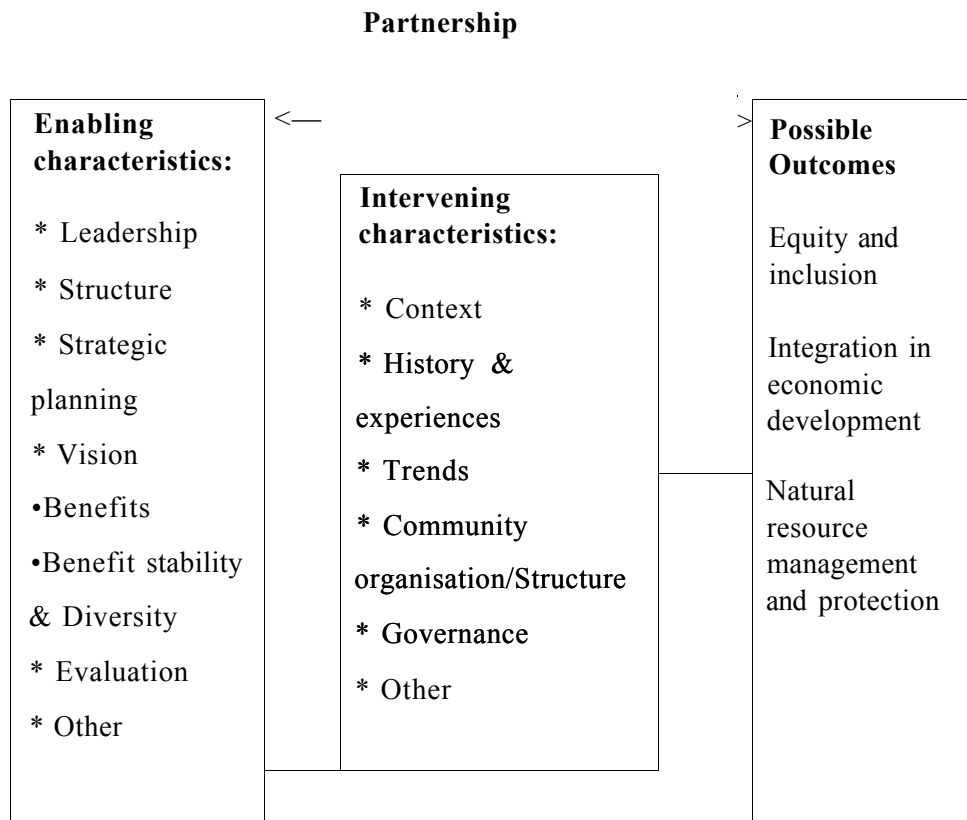 Partnership
Enabling
characteristics:
* Leadership
* Structure
* Strategic
planning
* Vision
•Benefits
•Benefit stability
& Diversity
* Evaluation
* Other
<—
Intervening
characteristics:
* Context
* History &
experiences
* Trends
* Community
organisation/Structure
* Governance
* Other
>
Possible
Outcomes
Equity and
inclusion
Integration in
economic
development
Natural
resource
management
and protection